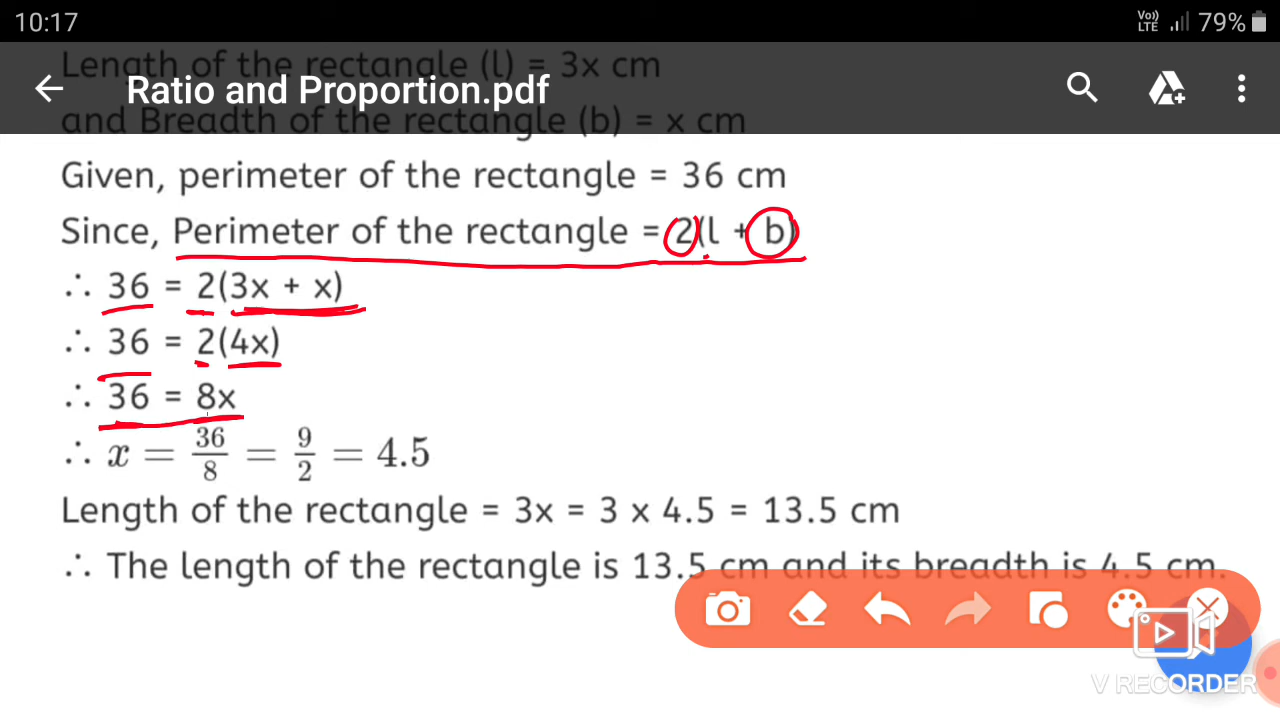 10:17
Vo))
LTE
79%
Length of the rectangle (l) = 3x cm
Ratio and Proportion.pdf
and Breadth of the rectangle (b) = x cm
Given, perimeter of the rectangle = 36 cm
Since, Perimeter of the rectangle = 2(l + b)
∴ 36 = 2(3x + x)
∴ 36 = 2(4x)
∴ 36 = 8x
∴ x = 36/8 = 9/2 = 4.5
Length of the rectangle = 3x = 3 x 4.5 = 13.5 cm
∴ The length of the rectangle is 13.5 cm and its breadth is 4.5 cm.
V RECORDER